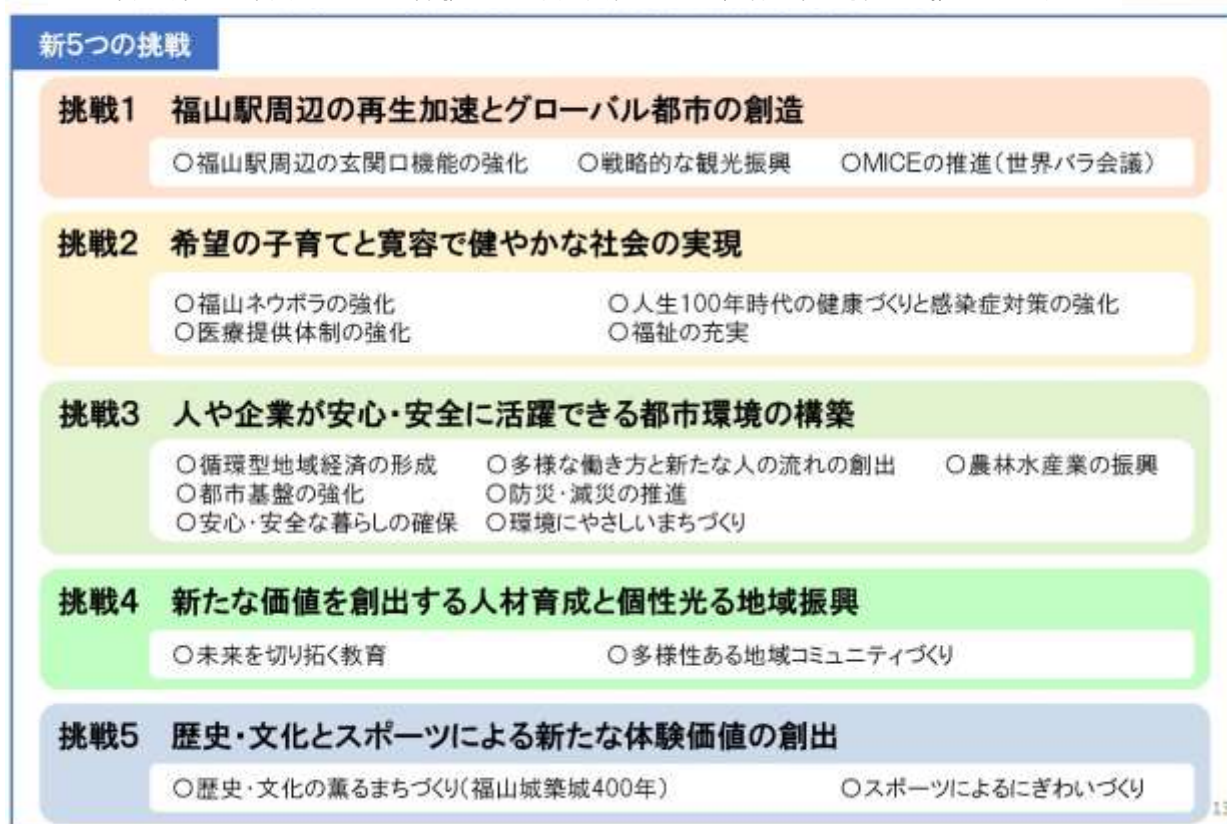 新5つの挑戦
挑戦1 福山駅周辺の再生加速とグローバル都市の創造
○福山駅周辺の玄関口機能の強化 ○戦略的な観光振興 ○MICEの推進(世界バラ会議)
挑戦2 希望の子育てと寛容で健やかな社会の実現
○福山ネウボラの強化 ○人生100年時代の健康づくりと感染症対策の強化
○医療提供体制の強化 ○福祉の充実
挑戦3 人や企業が安心・安全に活躍できる都市環境の構築
○循環型地域経済の形成 ○多様な働き方と新たな人の流れの創出 ○農林水産業の振興
○都市基盤の強化 ○防災・減災の推進
○安心・安全な暮らしの確保 ○環境にやさしいまちづくり
挑戦4 新たな価値を創出する人材育成と個性光る地域振興
○未来を切り拓く教育 ○多様性ある地域コミュニティづくり
挑戦5 歴史・文化とスポーツによる新たな体験価値の創出
○歴史・文化の薫るまちづくり(福山城築城400年) ○スポーツによるにぎわいづくり